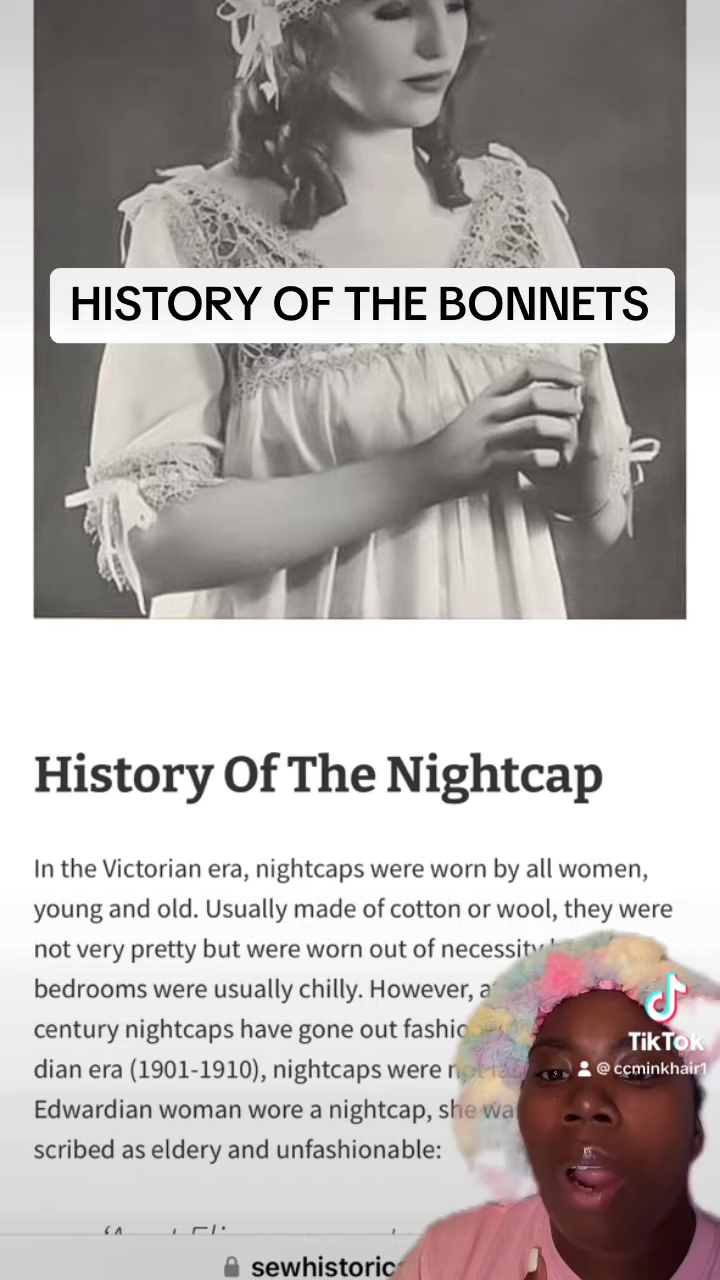 HISTORY OF THE BONNETS
History Of The Nightcap
In the Victorian era, nightcaps were worn by all women,
young and old. Usually made of cotton or wool, they were
not very pretty but were worn out of necessity
bedrooms were usually chilly. However, a
century nightcaps have gone out fashio
dian era (1901-1910), nightcaps were
Edwardian woman wore a nightcap, she wa
scribed as eldery and unfashionable:
TikTok
@ccminkhair1
sewhistoric